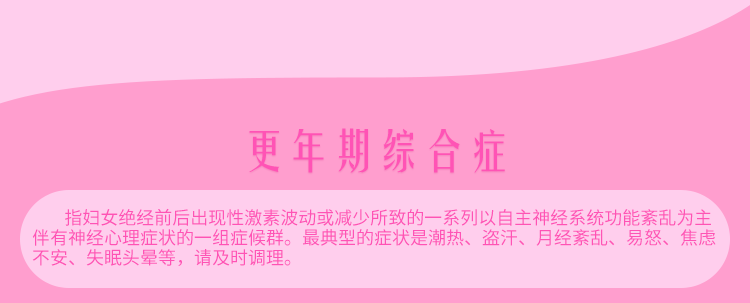 更年期综合症
指妇女绝经前后出现性激素波动或减少所致的一系列以自主神经系统功能紊乱为主
伴有神经心理症状的一组症候群。最典型的症状是潮热、盗汗、月经紊乱、易怒、焦虑
不安、失眠头晕等，请及时调理。